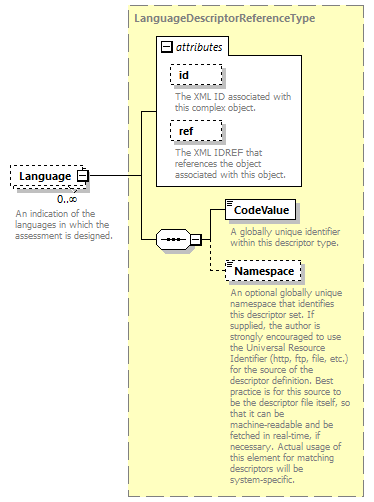 LanguageDescriptorReferenceType
attributes
id
The XML ID associated with
this complex object.
ref
The XML IDREF that
references the object
associated with this object.
Language
0..∞
An indication of the
languages in which the
assessment is designed.
CodeValue
A globally unique identifier
within this descriptor type.
Namespace
An optional globally unique
namespace that identifies
this descriptor set. If
supplied, the author is
strongly encouraged to use
the Universal Resource
Identifier (http, ftp, file, etc.)
for the source of the
descriptor definition. Best
practice is for this source to
be the descriptor file itself, so
that it can be
machine-readable and be
fetched in real-time, if
necessary. Actual usage of
this element for matching
descriptors will be
system-specific.